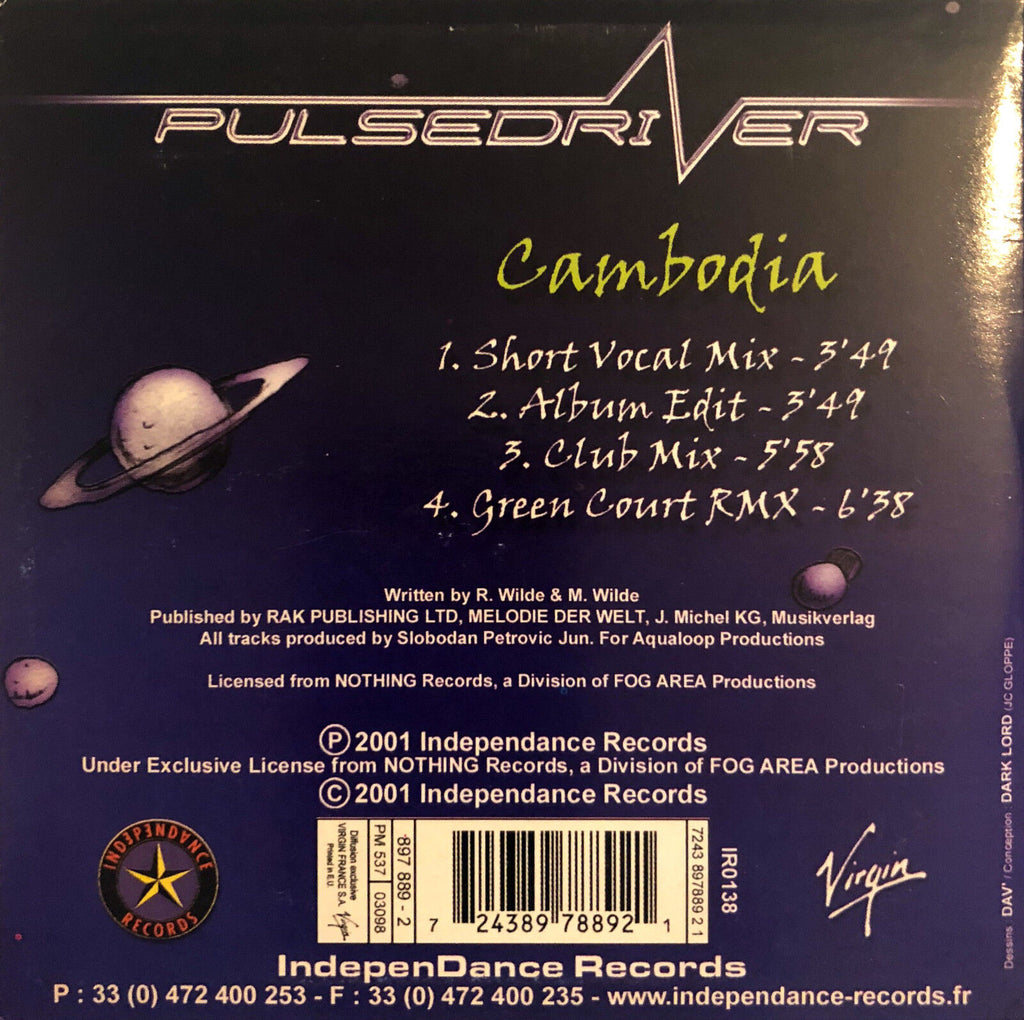 PULSEDRIVER
Cambodia
1. Short Vocal Mix - 3'49
2. Album Edit - 3'49
3. Club Mix - 5'58
4. Green Court RMX - 6'38
Written by R. Wilde & M. Wilde
Published by RAK PUBLISHING LTD, MELODIE DER WELT, J. Michel KG, Musikverlag
All tracks produced by Slobodan Petrovic Jun. For Aqualoop Productions
Licensed from NOTHING Records, a Division of FOG AREA Productions
Ⓟ 2001 Independance Records
Under Exclusive License from NOTHING Records, a Division of FOG AREA Productions
© 2001 Independance Records
INDEPENDANCE
RECORDS
Diffusion exclusive
VIRGIN FRANCE S.A.
Printed in E.U.
Virgin
PM 537
03098
897 889 - 2
7 24389 78892 1
7243 897889 2 1
IR0138
Virgin
IndepenDance Records
P : 33 (0) 472 400 253 - F : 33 (0) 472 400 235 - www.independance-records.fr
Dessins DAV' / Conception DARK LORD (JC GLOPPE)